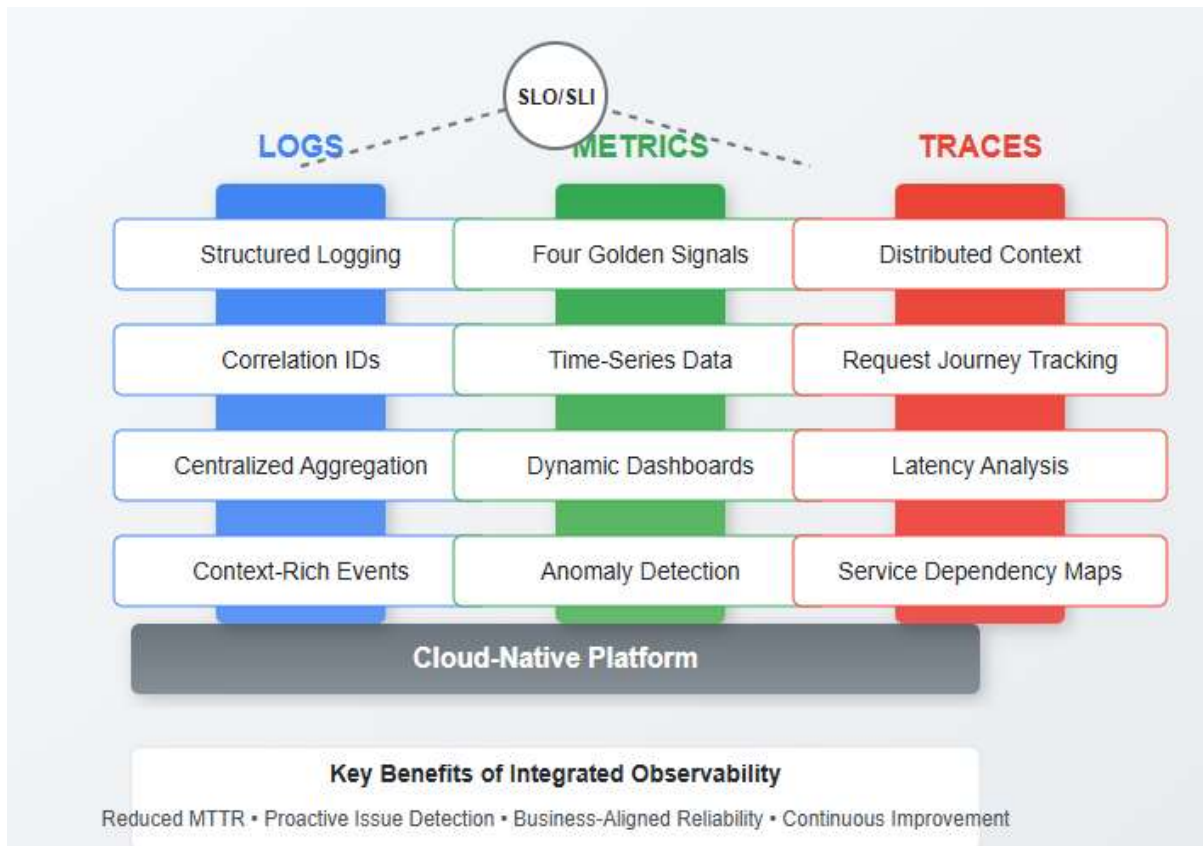 SLO/SLI
LOGS
METRICS
TRACES
Structured Logging
Four Golden Signals
Distributed Context
Correlation IDs
Time-Series Data
Request Journey Tracking
Centralized Aggregation
Dynamic Dashboards
Latency Analysis
Context-Rich Events
Anomaly Detection
Service Dependency Maps
Cloud-Native Platform
Key Benefits of Integrated Observability
Reduced MTTR • Proactive Issue Detection • Business-Aligned Reliability • Continuous Improvement